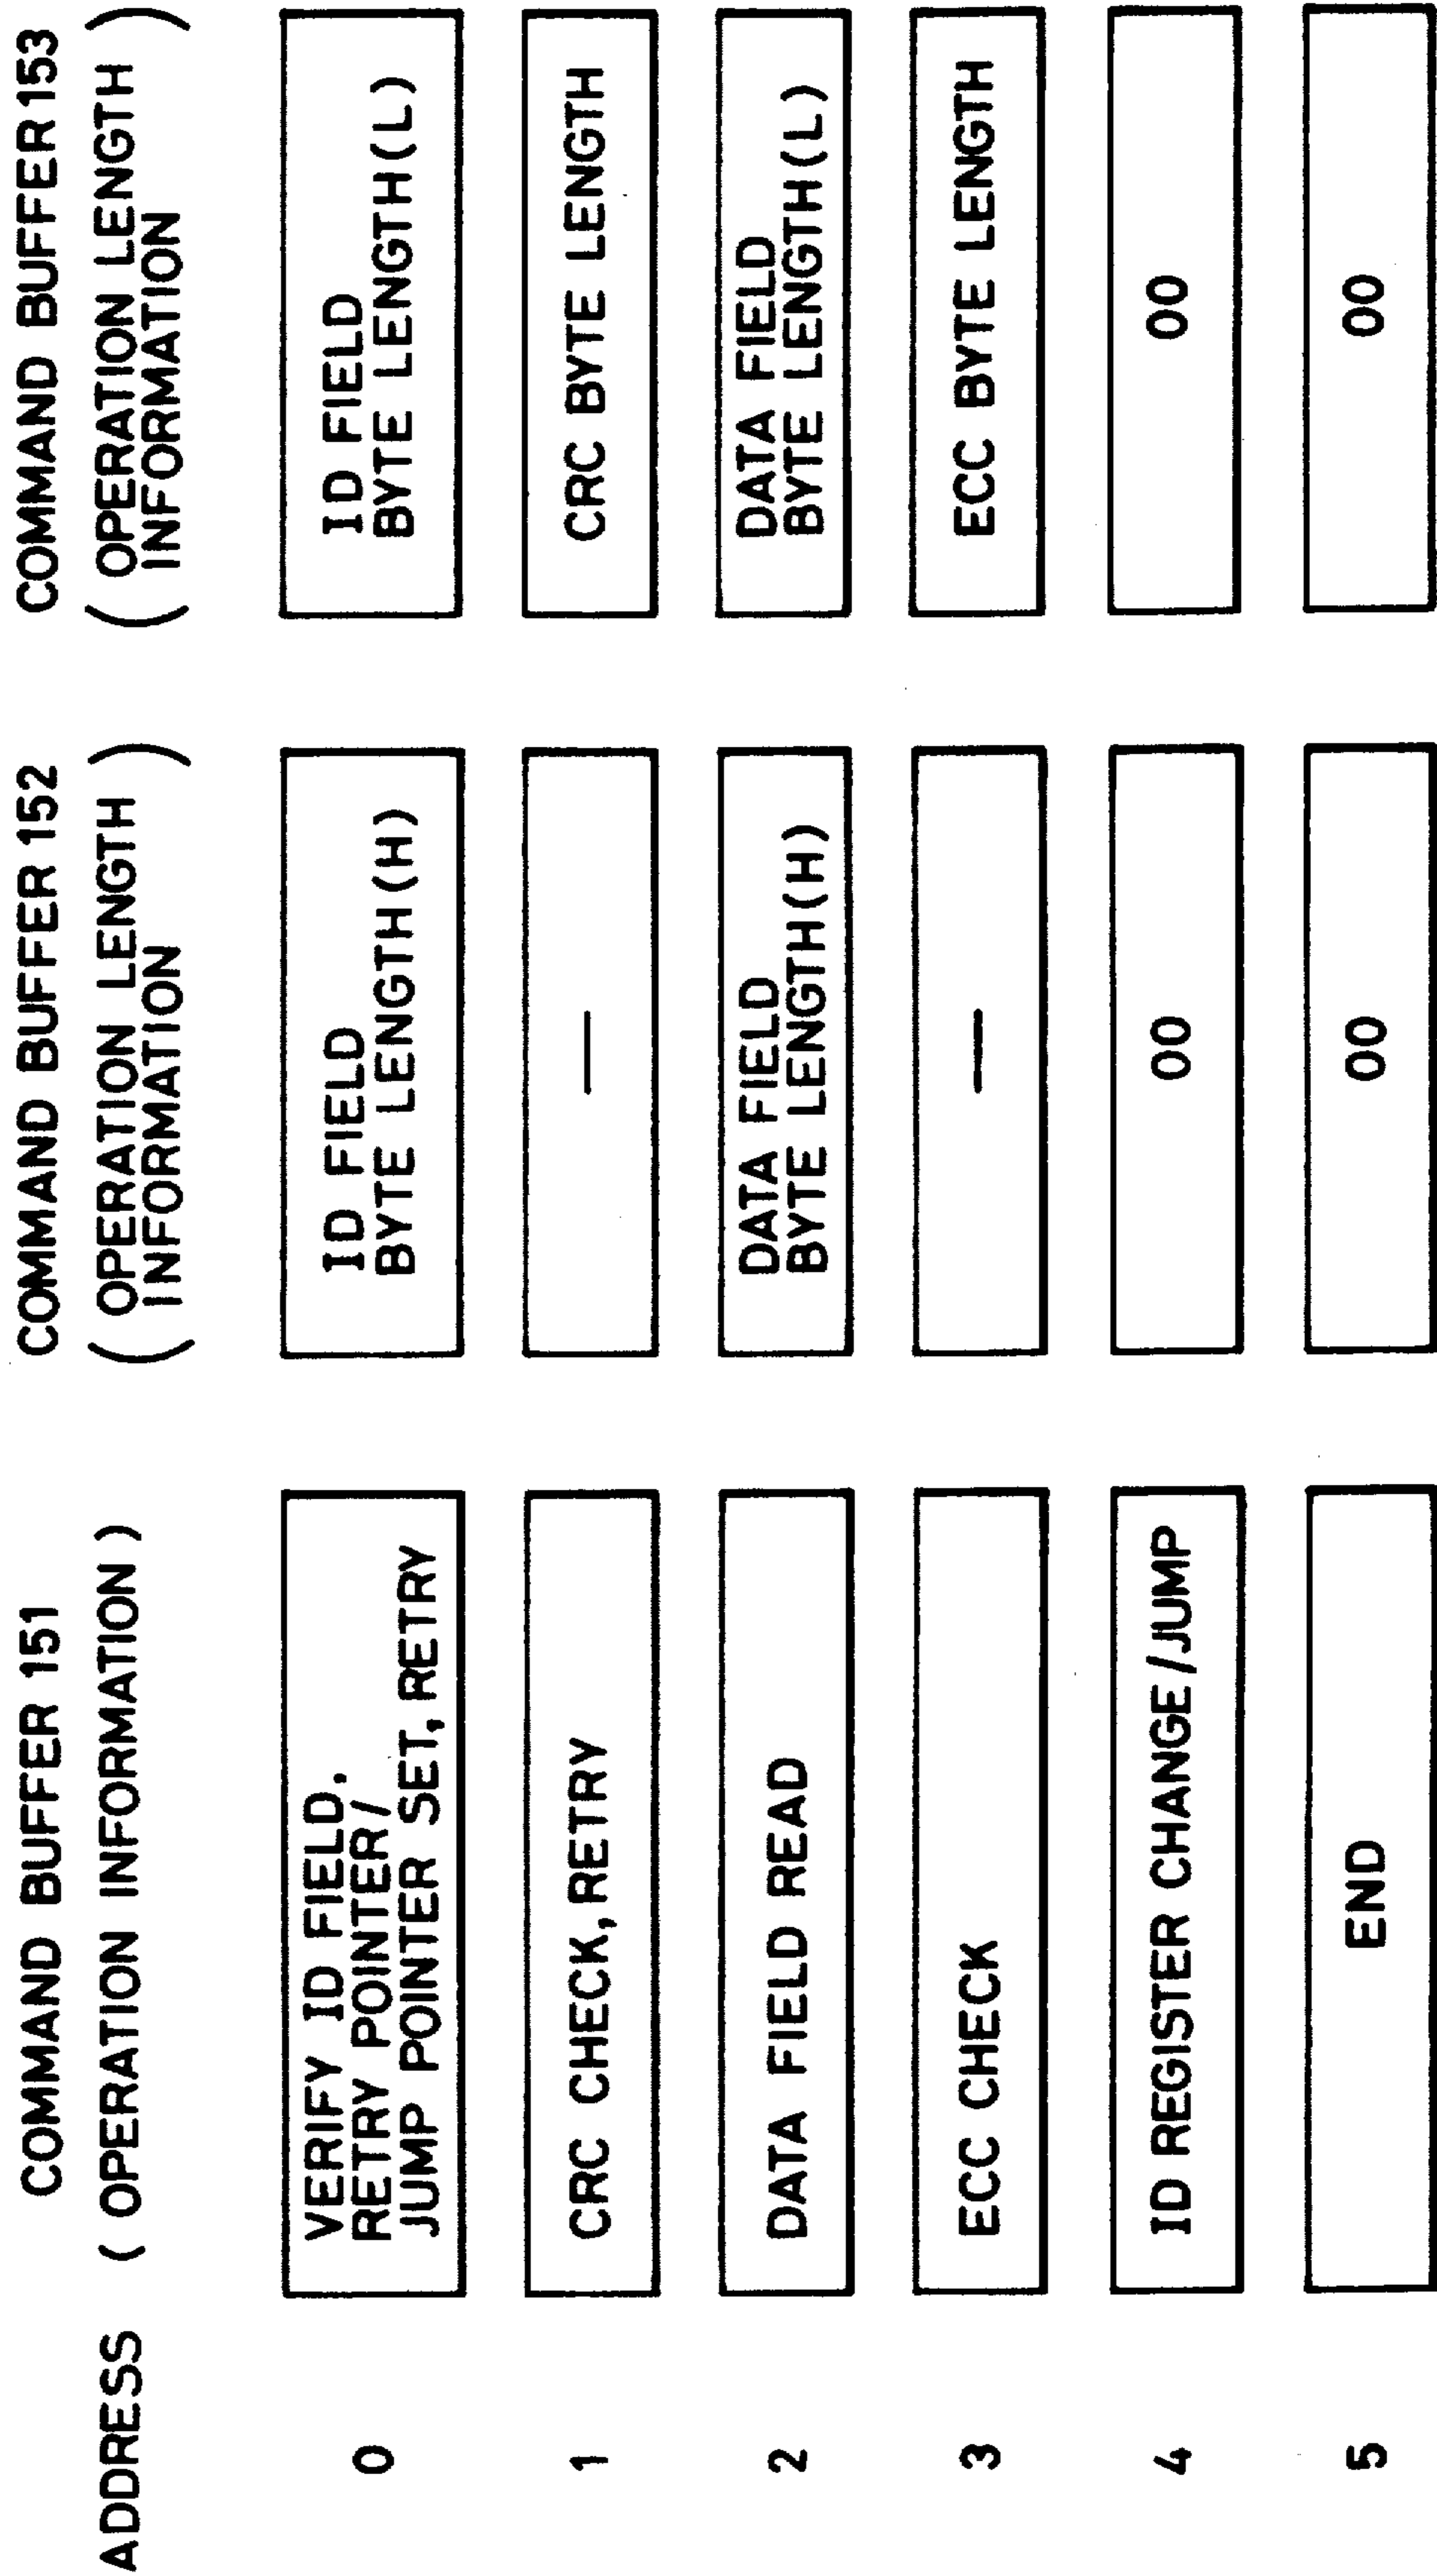 COMMAND BUFFER 151
COMMAND BUFFER 152
COMMAND BUFFER 153
ADDRESS
( OPERATION INFORMATION )
( OPERATION LENGTH
INFORMATION )
( OPERATION LENGTH
INFORMATION )
0
VERIFY ID FIELD,
RETRY POINTER/
JUMP POINTER SET, RETRY
ID FIELD
BYTE LENGTH(H)
ID FIELD
BYTE LENGTH(L)
1
CRC CHECK, RETRY
—
CRC BYTE LENGTH
2
DATA FIELD READ
DATA FIELD
BYTE LENGTH(H)
DATA FIELD
BYTE LENGTH(L)
3
ECC CHECK
—
ECC BYTE LENGTH
4
ID REGISTER CHANGE/JUMP
00
00
5
END
00
00